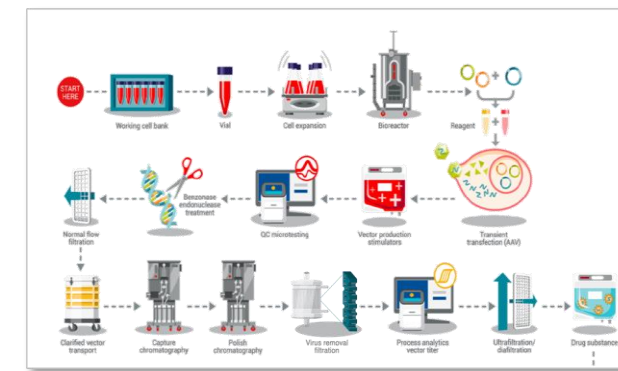 START
HERE
Working cell bank
Vial
Cell expansion
Bioreactor
Reagent
Transient
transfection (AAV)
Vector production
stimulators
QC microtesting
Benzonase
endonuclease
treatment
Normal flow
filtration
Clarified vector
transport
Capture
chromatography
Polish
chromatography
Virus removal
filtration
Process analytics
vector titer
Ultrafiltration/
diafiltration
Drug substance